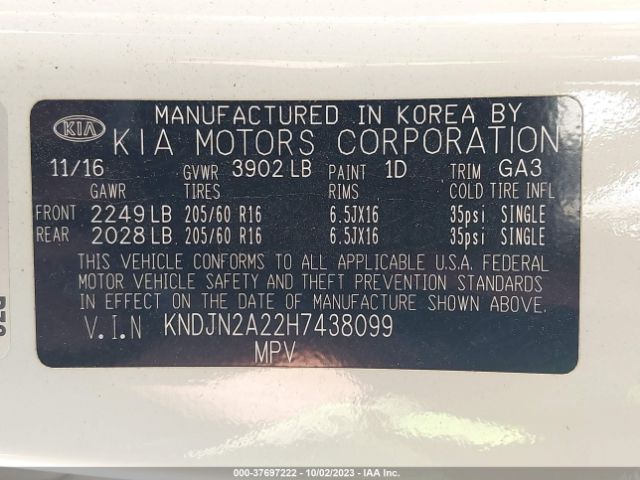 MANUFACTURED IN KOREA BY
KIA KIA MOTORS CORPORATION
11/16 GVWR 3902 LB PAINT 1D TRIM GA3
GAWR TIRES RIMS COLD TIRE INFL
FRONT 2249 LB 205/60 R16 6.5JX16 35psi SINGLE
REAR 2028 LB 205/60 R16 6.5JX16 35psi SINGLE
THIS VEHICLE CONFORMS TO ALL APPLICABLE U.S.A. FEDERAL
MOTOR VEHICLE SAFETY AND THEFT PREVENTION STANDARDS
IN EFFECT ON THE DATE OF MANUFACTURE SHOWN ABOVE.
V.I.N KNDJN2A22H7438099
MPV
000-37697222 - 10/02/2023 - IAA Inc.